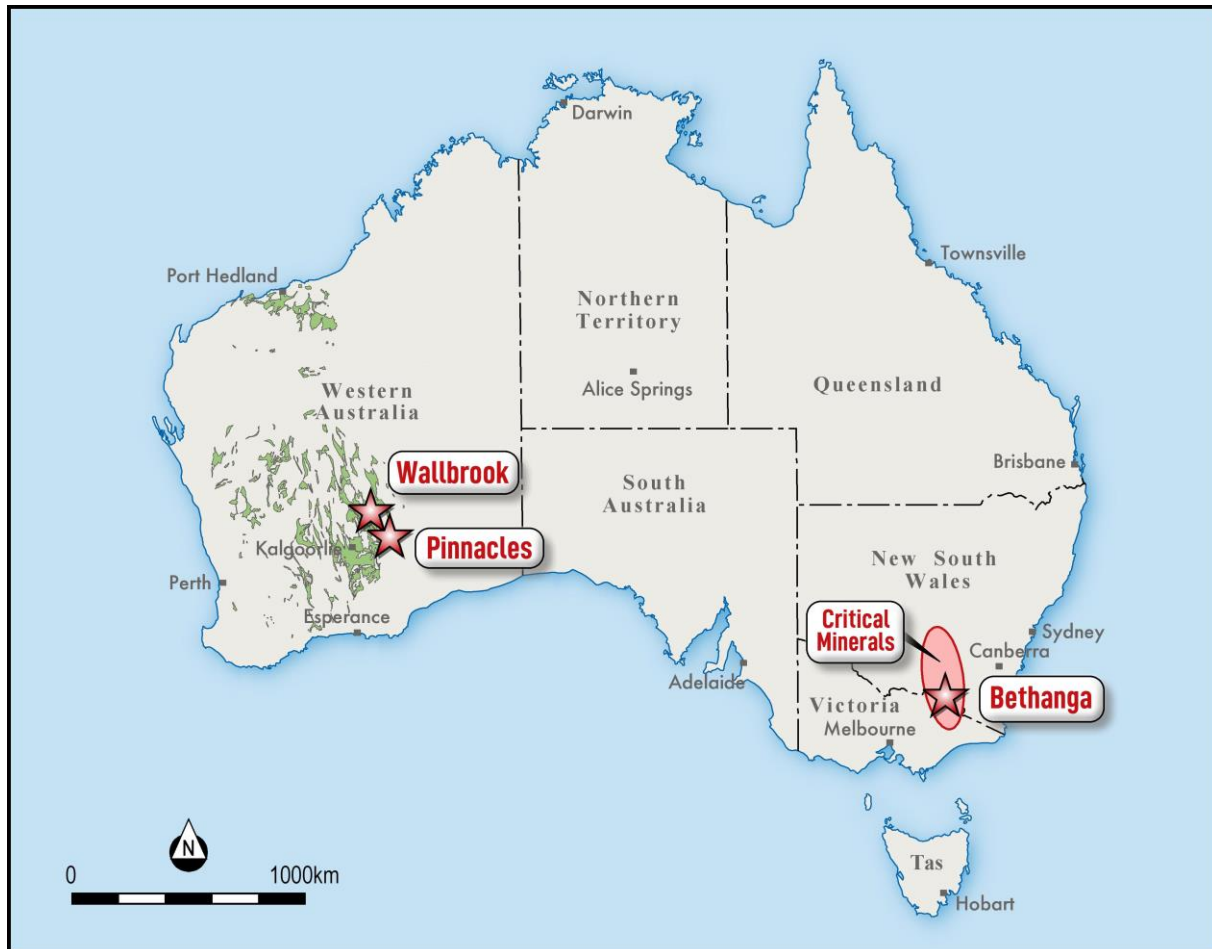 Darwin
Port Hedland
Townsville
Northern
Territory
Western
Australia
Alice Springs
Queensland
Wallbrook
South
Australia
Brisbane
Kalgoorlie
Pinnacles
New South
Wales
Perth
Esperance
Critical
Minerals
Sydney
Canberra
Adelaide
Victoria
Bethanga
Melbourne
N
0 1000km
Tas
Hobart